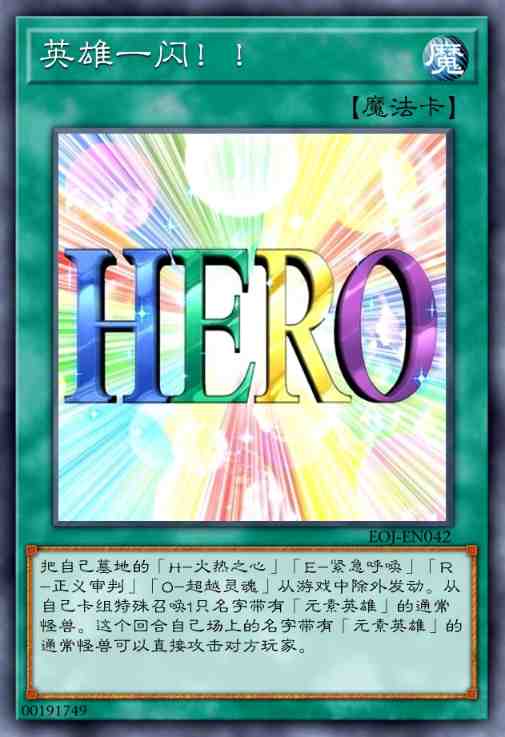 英雄一闪！！
魔
【魔法卡】
HERO
EOJ-EN042
把自己墓地的「H-火热之心」「E-紧急呼唤」「R
-正义审判」「O-超越灵魂」从游戏中除外发动。从
自己卡组特殊召唤1只名字带有「元素英雄」的通常
怪兽。这个回合自己场上的名字带有「元素英雄」的
通常怪兽可以直接攻击对方玩家。
00191749